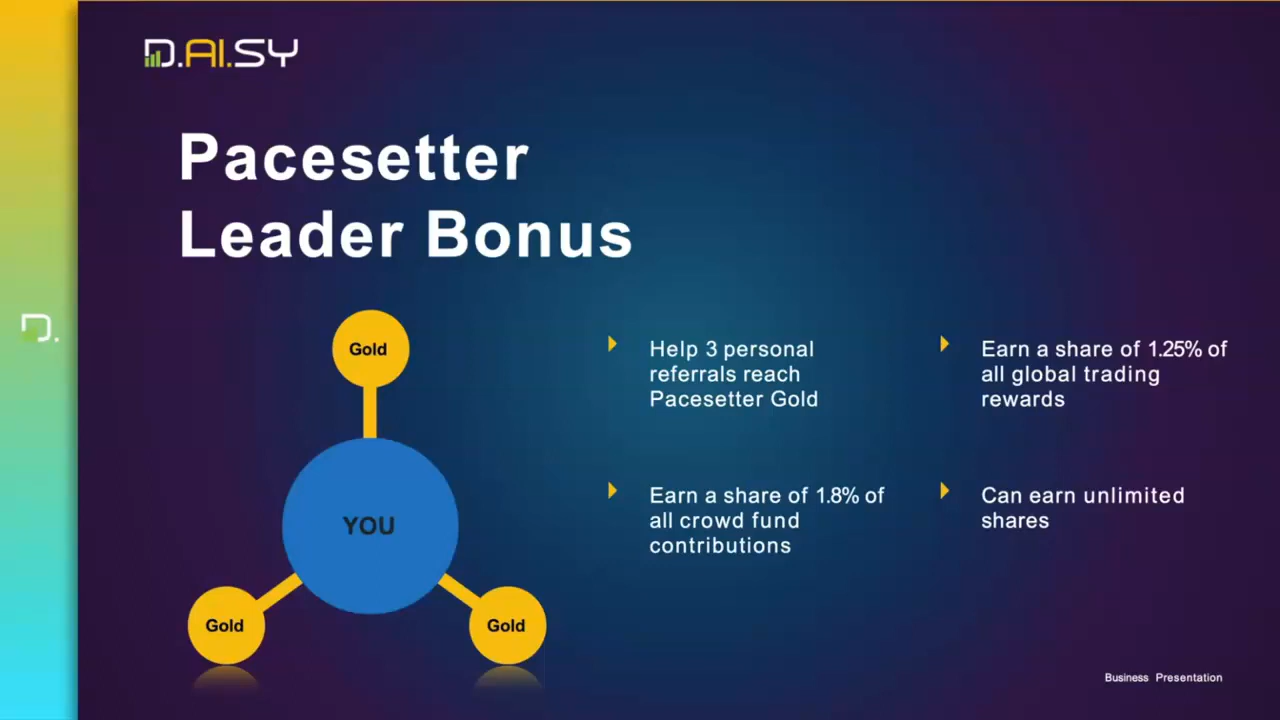 D.AI.SY
Pacesetter
Leader Bonus
D.
Gold
YOU
Gold
Gold
Help 3 personal
referrals reach
Pacesetter Gold
Earn a share of 1.8% of
all crowd fund
contributions
Earn a share of 1.25% of
all global trading
rewards
Can earn unlimited
shares
Business Presentation